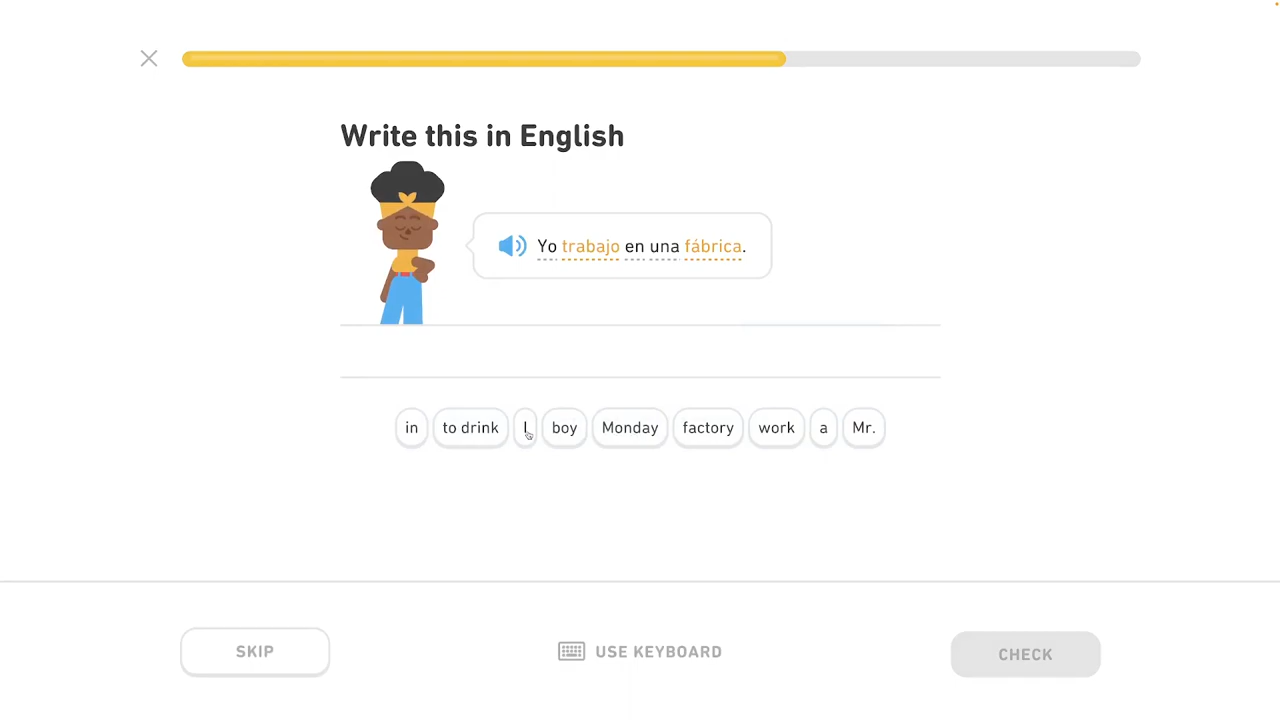 Write this in English
Yo trabajo en una fábrica.
in to drink I boy Monday factory work a Mr.
SKIP USE KEYBOARD CHECK